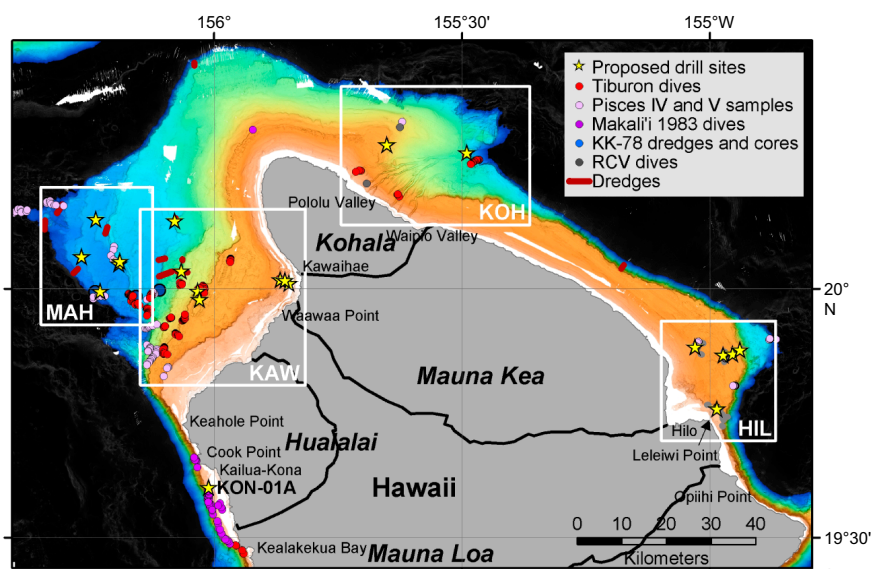 156°
155°30'
155°W
Proposed drill sites
Tiburon dives
Pisces IV and V samples
Makali'i 1983 dives
KK-78 dredges and cores
RCV dives
Dredges
KOH
Pololu Valley
Waipio Valley
Kohala
Kawaihae
MAH
20°
N
Waawaa Point
KAW
Mauna Kea
Keahole Point
Hualalai
Cook Point
Kailua-Kona
KON-01A
Hawaii
Hilo
HIL
Leleiwi Point
Opiihi Point
0 10 20 30 40
Kilometers
19°30'
Kealakekua Bay
Mauna Loa